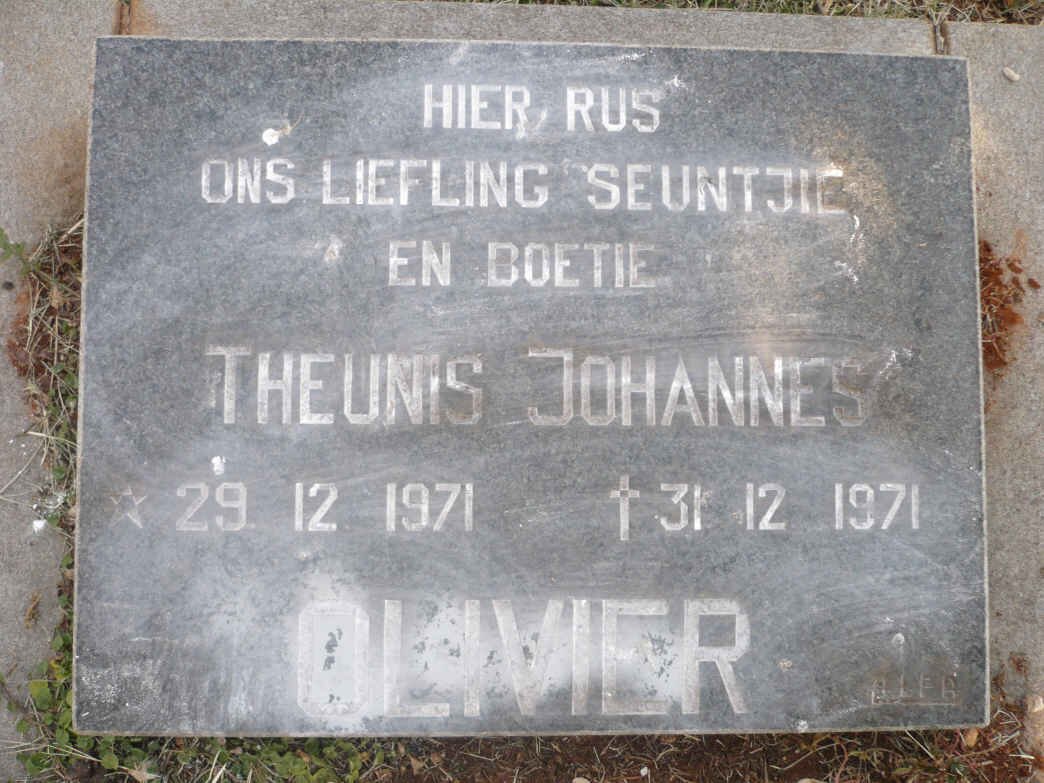 HIER RUS
ONS LIEFLING SEUNTJIE
EN BOETIE
THEUNIS JOHANNES
29 12 1971 † 31 12 1971
OLIVIER